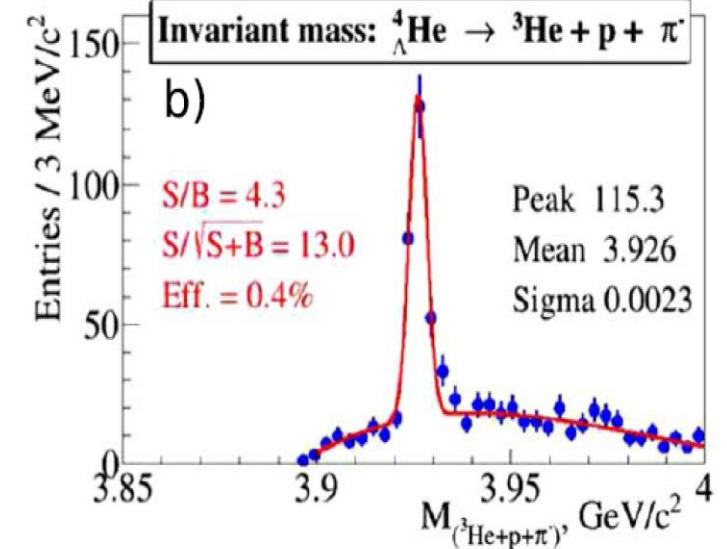 Invariant mass: ⁴ΛHe → ³He + p + π⁻
b)
S/B = 4.3
S/√S+B = 13.0
Eff. = 0.4%
Peak 115.3
Mean 3.926
Sigma 0.0023
Entries / 3 MeV/c²
150
100
50
0
3.85
3.9
3.95
4
M(³He+p+π⁻), GeV/c²